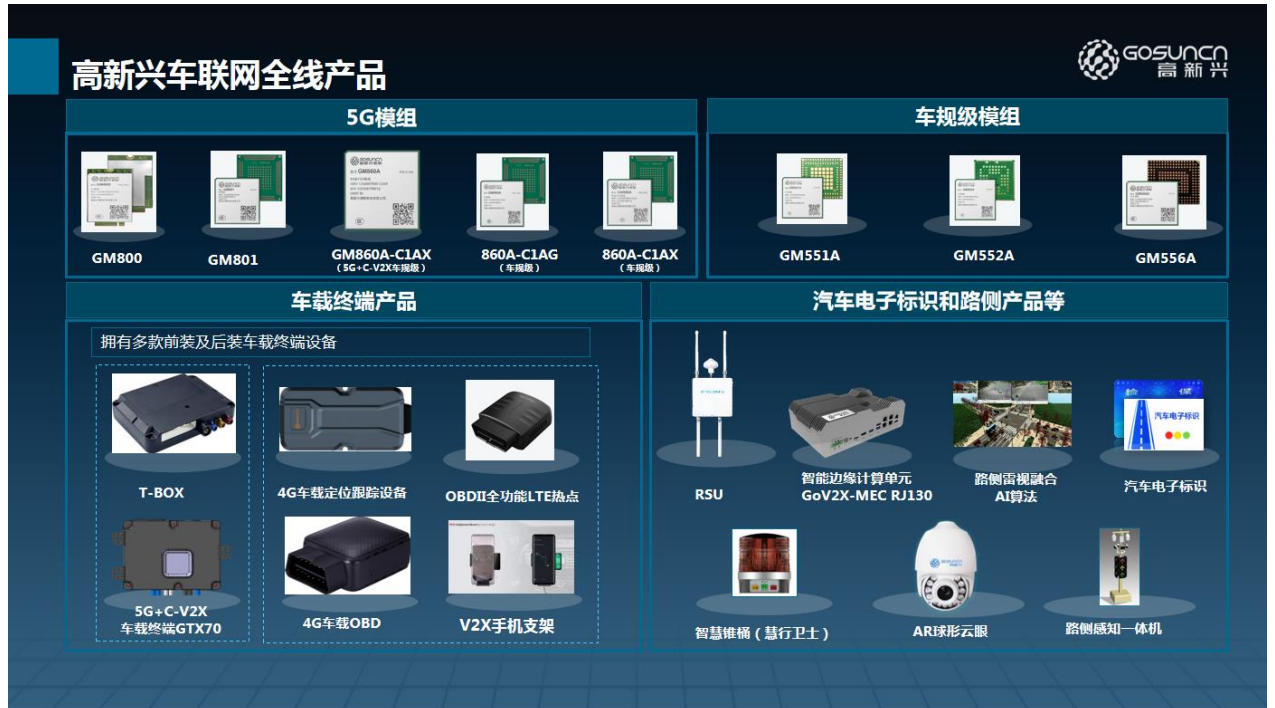 高新兴车联网全线产品
GOSUNCN
高新兴
5G模组
GM860A
GM800
GM801
GM860A-C1AX
（5G+C-V2X车规级）
860A-C1AG
（车规级）
860A-C1AX
（车规级）
车规级模组
GM551A
GM552A
GM556A
车载终端产品
拥有多款前装及后装车载终端设备
T-BOX
4G车载定位跟踪设备
OBDII全功能LTE热点
5G+C-V2X
车载终端GTX70
4G车载OBD
V2X手机支架
汽车电子标识和路侧产品等
RSU
智能边缘计算单元
GoV2X-MEC RJ130
路侧雷视融合
AI算法
检 保
汽车电子标识
汽车电子标识
智慧锥桶（慧行卫士）
AR球形云眼
路侧感知一体机